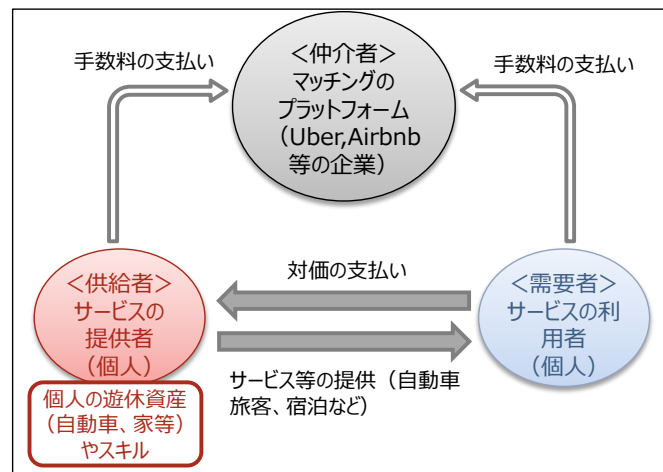 手数料の支払い
<仲介者>
マッチングの
プラットフォーム
(Uber,Airbnb
等の企業)
手数料の支払い
<供給者>
サービスの
提供者
(個人)
対価の支払い
<需要者>
サービスの利
用者
(個人)
サービス等の提供(自動車
旅客、宿泊など)
個人の遊休資産
(自動車、家等)
やスキル